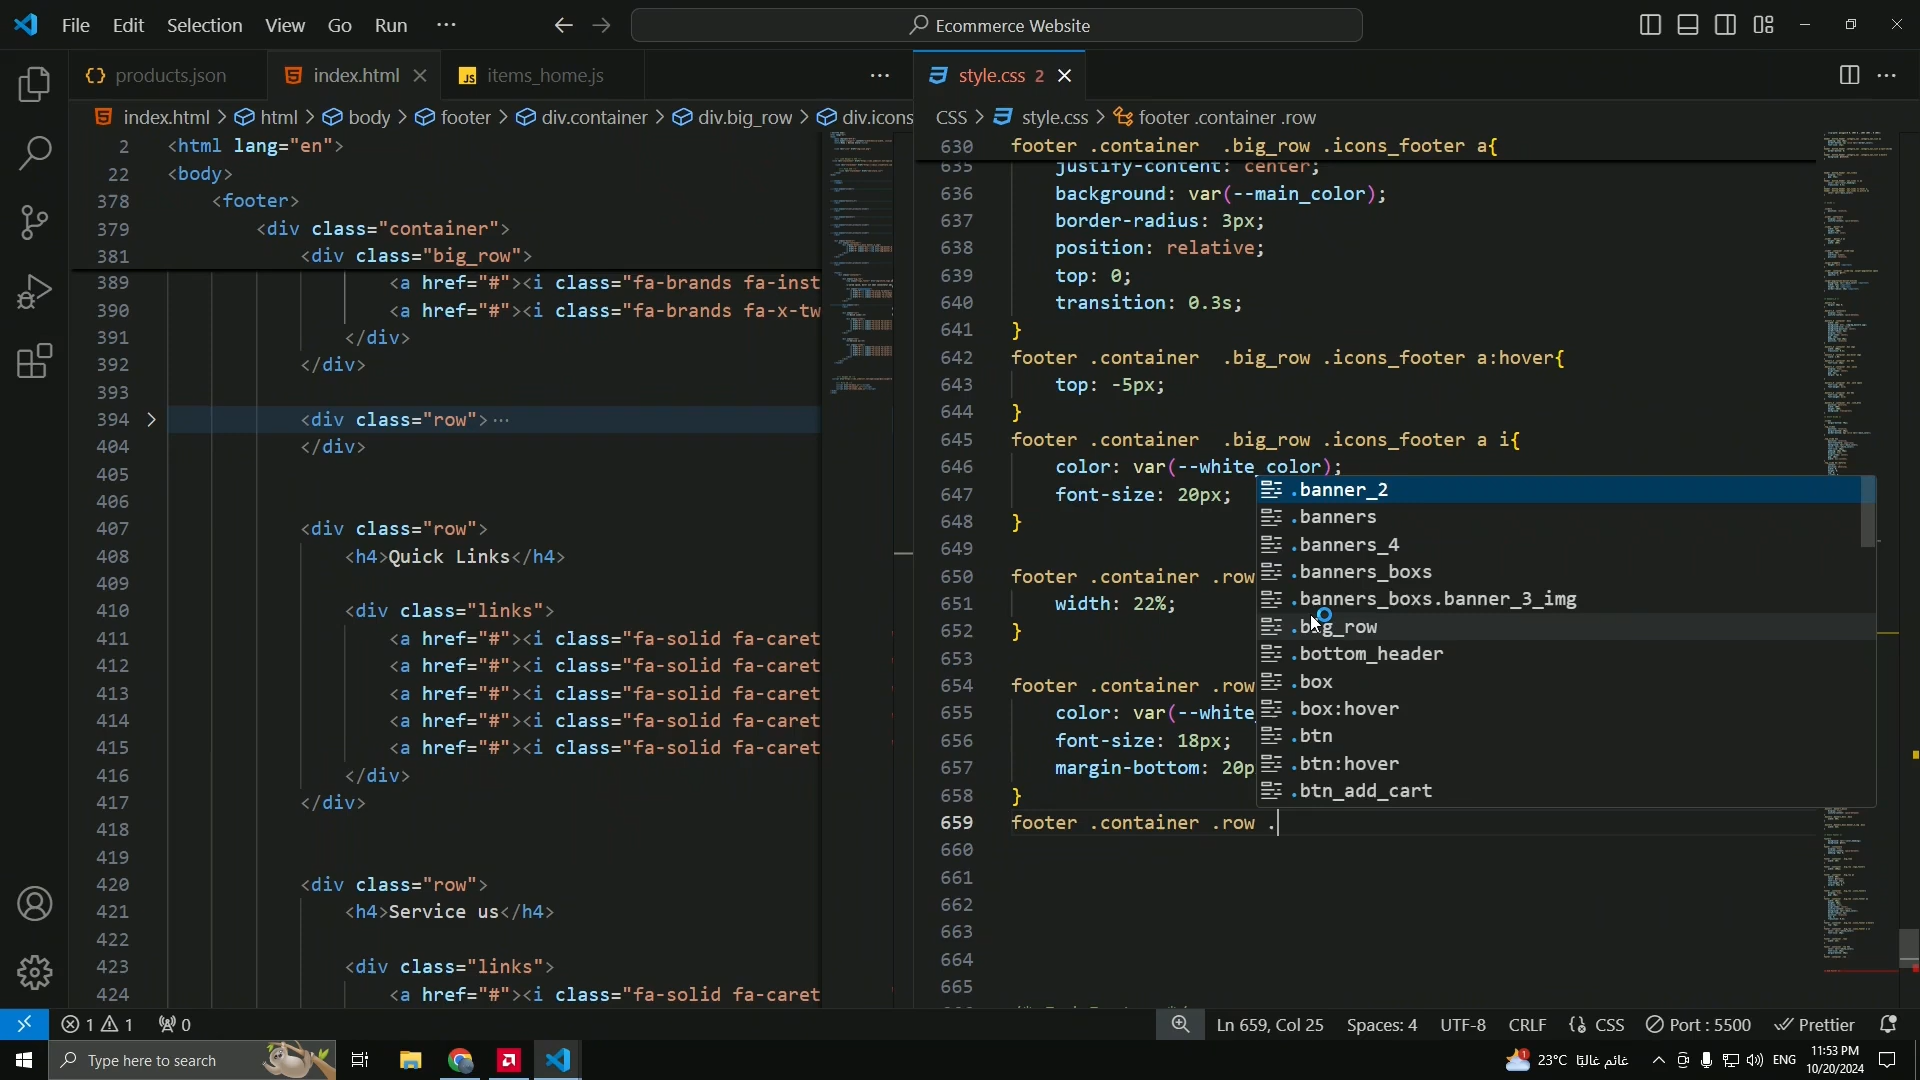 File Edit Selection View Go Run ···
Ecommerce Website
products.json index.html items_home.js
style.css 2
index.html > html > body > footer > div.container > div.big_row > div.icons
CSS > style.css > footer .container .row
2 <html lang="en">
22 <body>
378 <footer>
379 <div class="container">
381 <div class="big_row">
389 <a href="#"><i class="fa-brands fa-inst
390 <a href="#"><i class="fa-brands fa-x-tw
391 </div>
392 </div>
393
394 <div class="row">···
404 </div>
405
406
407 <div class="row">
408 <h4>Quick Links</h4>
409
410 <div class="links">
411 <a href="#"><i class="fa-solid fa-caret
412 <a href="#"><i class="fa-solid fa-caret
413 <a href="#"><i class="fa-solid fa-caret
414 <a href="#"><i class="fa-solid fa-caret
415 <a href="#"><i class="fa-solid fa-caret
416 </div>
417 </div>
418
419
420 <div class="row">
421 <h4>Service us</h4>
422
423 <div class="links">
424 <a href="#"><i class="fa-solid fa-caret
630 footer .container  .big_row .icons_footer a{
635 justify-content: center;
636 background: var(--main_color);
637 border-radius: 3px;
638 position: relative;
639 top: 0;
640 transition: 0.3s;
641 }
642 footer .container  .big_row .icons_footer a:hover{
643 top: -5px;
644 }
645 footer .container  .big_row .icons_footer a i{
646 color: var(--white_color);
647 font-size: 20px;
648 }
649
650 footer .container .row
651 width: 22%;
652 }
653
654 footer .container .row
655 color: var(--white_
656 font-size: 18px;
657 margin-bottom: 20p
658 }
659 footer .container .row .
660
661
662
663
664
665
.banner_2
.banners
.banners_4
.banners_boxs
.banners_boxs.banner_3_img
.big_row
.bottom_header
.box
.box:hover
.btn
.btn:hover
.btn_add_cart
1 1 0
Ln 659, Col 25 Spaces: 4 UTF-8 CRLF {} CSS Port : 5500 Prettier
Type here to search
1 23°C غائم غالبًا ENG
11:53 PM
10/20/2024